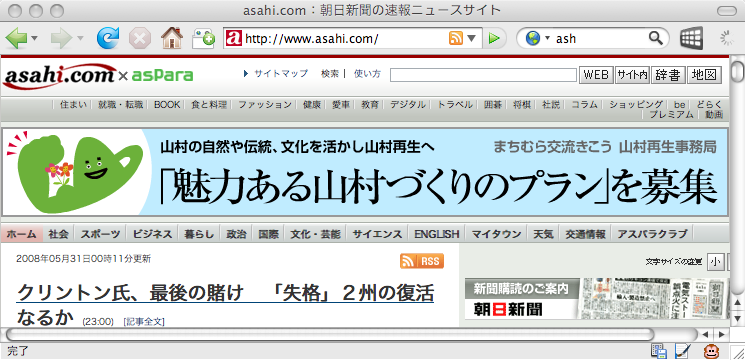 asahi.com：朝日新聞の速報ニュースサイト
http://www.asahi.com/
ash
asahi.com × asPara
サイトマップ 検索 | 使い方
WEB サイト内 辞書 地図
住まい 就職・転職 BOOK 食と料理 ファッション 健康 愛車 教育 デジタル トラベル 囲碁 将棋 社説 コラム ショッピング be どらく
プレミアム 動画
山村の自然や伝統、文化を活かし山村再生へ まちむら交流きこう 山村再生事務局
「魅力ある山村づくりのプラン」を募集
ホーム 社会 スポーツ ビジネス 暮らし 政治 国際 文化・芸能 サイエンス ENGLISH マイタウン 天気 交通情報 アスパラクラブ
2008年05月31日00時11分更新
RSS
文字サイズの変更 小
クリントン氏、最後の賭け 「失格」２州の復活
なるか (23:00) [記事全文]
新聞購読のご案内
朝日新聞
完了